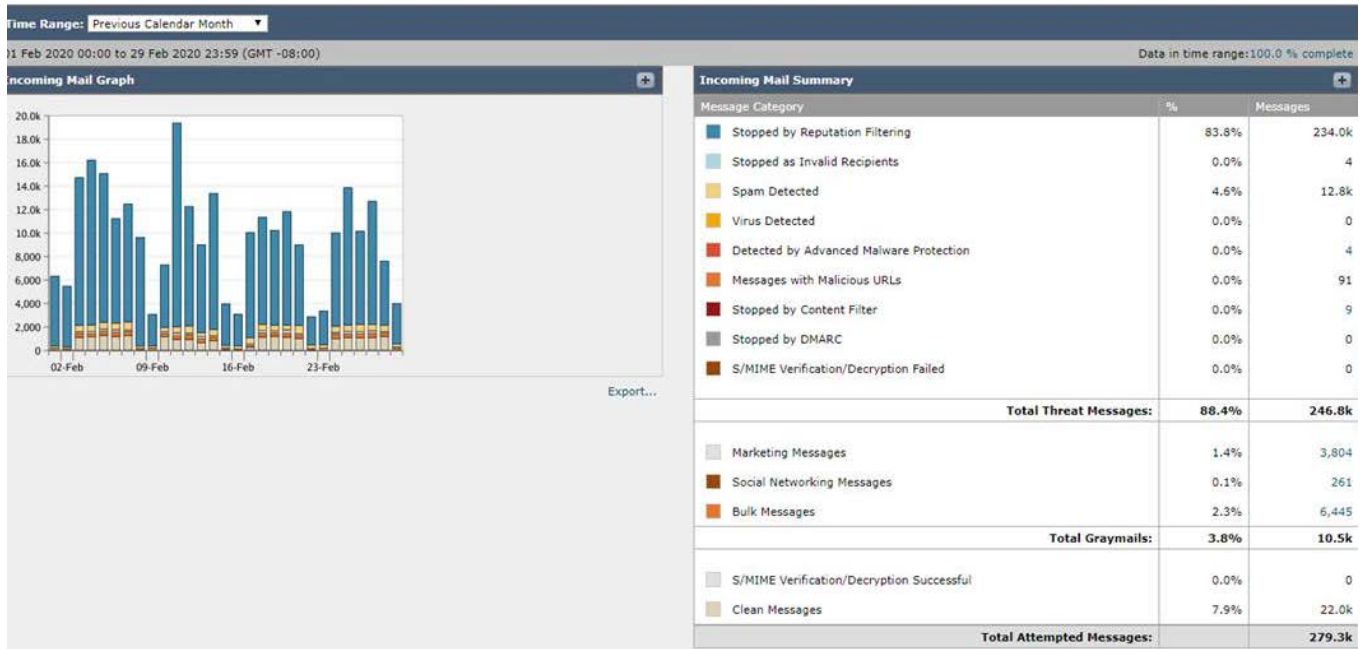 Time Range: Previous Calendar Month
01 Feb 2020 00:00 to 29 Feb 2020 23:59 (GMT -08:00)
Data in time range:100.0 % complete
Incoming Mail Graph
20.0k
18.0k
16.0k
14.0k
12.0k
10.0k
8,000
6,000
4,000
2,000
0
02-Feb 09-Feb 16-Feb 23-Feb
Export...
Incoming Mail Summary
Message Category % Messages
Stopped by Reputation Filtering 83.8% 234.0k
Stopped as Invalid Recipients 0.0% 4
Spam Detected 4.6% 12.8k
Virus Detected 0.0% 0
Detected by Advanced Malware Protection 0.0% 4
Messages with Malicious URLs 0.0% 91
Stopped by Content Filter 0.0% 9
Stopped by DMARC 0.0% 0
S/MIME Verification/Decryption Failed 0.0% 0
Total Threat Messages: 88.4% 246.8k
Marketing Messages 1.4% 3,804
Social Networking Messages 0.1% 261
Bulk Messages 2.3% 6,445
Total Graymails: 3.8% 10.5k
S/MIME Verification/Decryption Successful 0.0% 0
Clean Messages 7.9% 22.0k
Total Attempted Messages: 279.3k